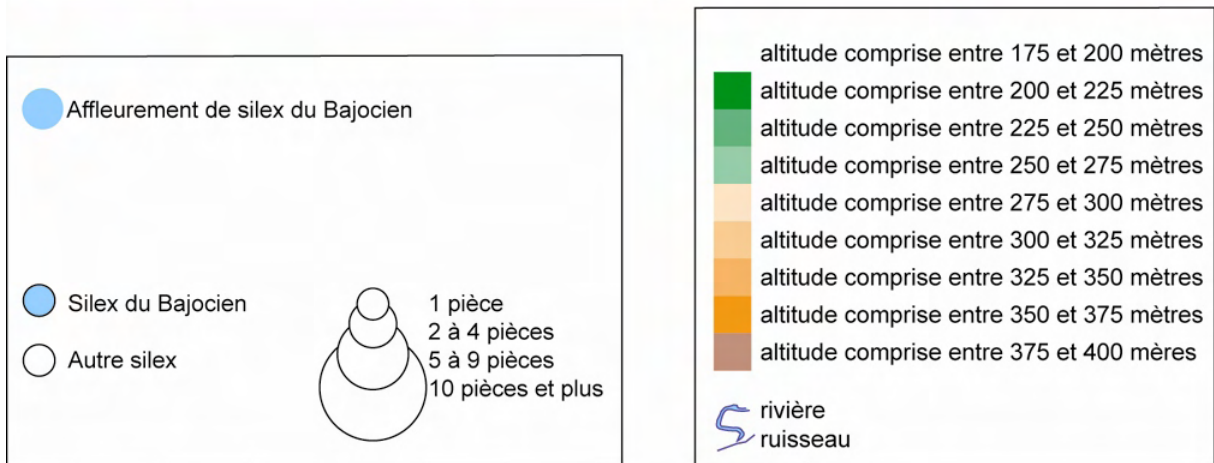 Affleurement de silex du Bajocien
Silex du Bajocien
Autre silex
1 pièce
2 à 4 pièces
5 à 9 pièces
10 pièces et plus
altitude comprise entre 175 et 200 mètres
altitude comprise entre 200 et 225 mètres
altitude comprise entre 225 et 250 mètres
altitude comprise entre 250 et 275 mètres
altitude comprise entre 275 et 300 mètres
altitude comprise entre 300 et 325 mètres
altitude comprise entre 325 et 350 mètres
altitude comprise entre 350 et 375 mètres
altitude comprise entre 375 et 400 mères
rivière
ruisseau